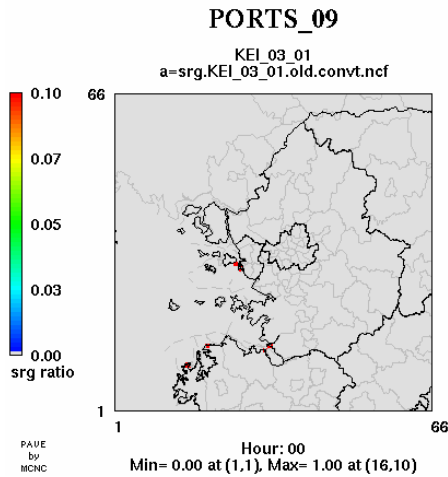 PORTS_09
KEI_03_01
a=srg.KEI_03_01.old.convt.ncf
66
0.10
0.07
0.05
0.03
0.00
srg ratio
1
1
66
PAVE
by
MCNC
Hour: 00
Min= 0.00 at (1,1), Max= 1.00 at (16,10)